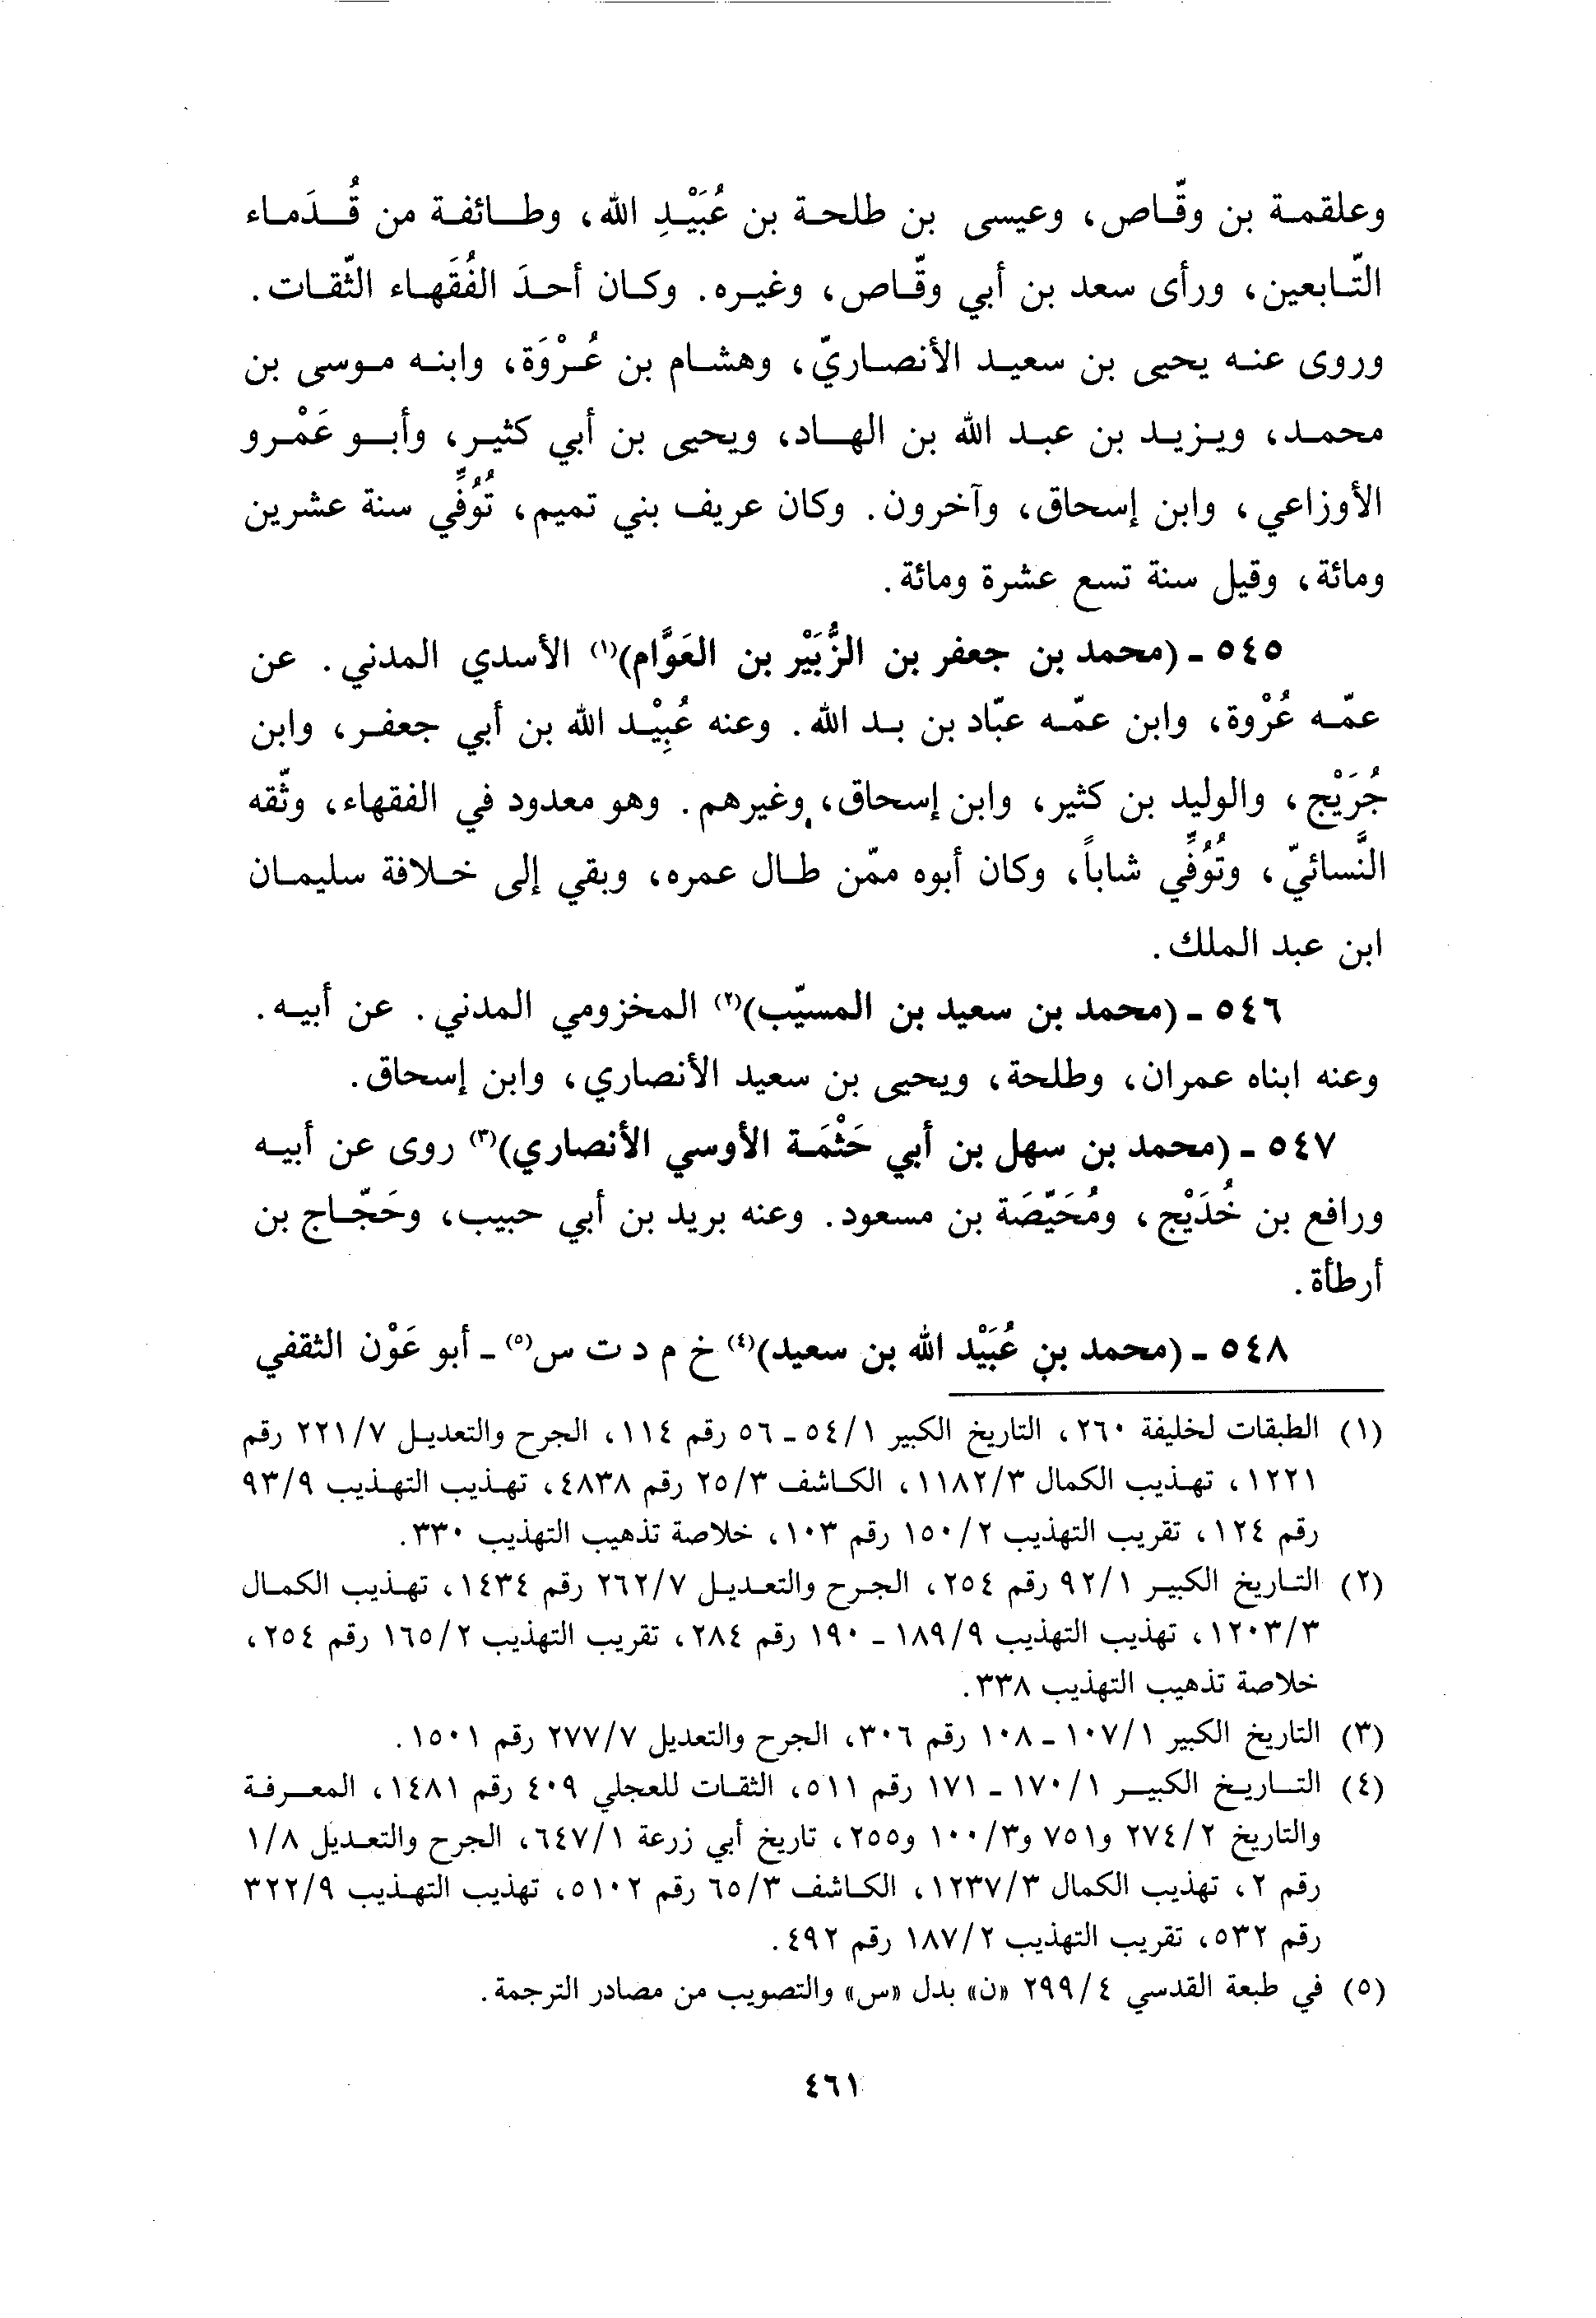 وعلقمة بن وقّاص، وعيسى بن طلحة بن عُبَيْدِ الله، وطائفة من قُدَماء
التّابعين، ورأى سعد بن أبي وقّاص، وغيره. وكان أحدَ الفُقَهاء الثّقات.
وروى عنه يحيى بن سعيد الأنصاريّ، وهشام بن عُرْوَة، وابنه موسى بن
محمد، ويزيد بن عبد الله بن الهاد، ويحيى بن أبي كثير، وأبو عَمْرو
الأوزاعي، وابن إسحاق، وآخرون. وكان عريف بني تميم، تُوُفِّي سنة عشرين
ومائة، وقيل سنة تسع عشرة ومائة.
٥٤٥ - (محمد بن جعفر بن الزُّبَيْر بن العَوَّام)(١) الأسدي المدني. عن
عمّه عُرْوة، وابن عمّه عبّاد بن بد الله. وعنه عُبِيْد الله بن أبي جعفر، وابن
جُرَيْج، والوليد بن كثير، وابن إسحاق، وغيرهم. وهو معدود في الفقهاء، وثّقه
النَّسائيّ، وتُوُفِّي شاباً، وكان أبوه ممّن طال عمره، وبقي إلى خلافة سليمان
ابن عبد الملك.
٥٤٦ - (محمد بن سعيد بن المسيّب)(٢) المخزومي المدني. عن أبيه.
وعنه ابناه عمران، وطلحة، ويحيى بن سعيد الأنصاري، وابن إسحاق.
٥٤٧ - (محمد بن سهل بن أبي حَثْمَة الأوسي الأنصاري)(٣) روى عن أبيه
ورافع بن خُدَيْج، ومُحَيِّصَة بن مسعود. وعنه بريد بن أبي حبيب، وحَجّاج بن
أرطأة.
٥٤٨ - (محمد بن عُبَيْد الله بن سعيد)(٤) خ م د ت س(٥) - أبو عَوْن الثقفي
(١) الطبقات لخليفة ٢٦٠، التاريخ الكبير ٥٤/١ - ٥٦ رقم ١١٤، الجرح والتعديل ٢٢١/٧ رقم
١٢٢١، تهذيب الكمال ١١٨٢/٣، الكاشف ٢٥/٣ رقم ٤٨٣٨، تهذيب التهذيب ٩٣/٩
رقم ١٢٤، تقريب التهذيب ١٥٠/٢ رقم ١٠٣، خلاصة تذهيب التهذيب ٣٣٠.
(٢) التاريخ الكبير ٩٢/١ رقم ٢٥٤، الجرح والتعديل ٢٦٢/٧ رقم ١٤٣٤، تهذيب الكمال
١٢٠٣/٣، تهذيب التهذيب ١٨٩/٩ - ١٩٠ رقم ٢٨٤، تقريب التهذيب ١٦٥/٢ رقم ٢٥٤،
خلاصة تذهيب التهذيب ٣٣٨.
(٣) التاريخ الكبير ١٠٧/١ - ١٠٨ رقم ٣٠٦، الجرح والتعديل ٢٧٧/٧ رقم ١٥٠١.
(٤) التاريخ الكبير ١٧٠/١ - ١٧١ رقم ٥١١، الثقات للعجلي ٤٠٩ رقم ١٤٨١، المعرفة
والتاريخ ٢٧٤/٢ و٧٥١ و١٠٠/٣ و٢٥٥، تاريخ أبي زرعة ٦٤٧/١، الجرح والتعديل ١/٨
رقم ٢، تهذيب الكمال ١٢٣٧/٣، الكاشف ٦٥/٣ رقم ٥١٠٢، تهذيب التهذيب ٣٢٢/٩
رقم ٥٣٢، تقريب التهذيب ١٨٧/٢ رقم ٤٩٢.
(٥) في طبعة القدسي ٢٩٩/٤ «ن» بدل «س» والتصويب من مصادر الترجمة.
٤٦١